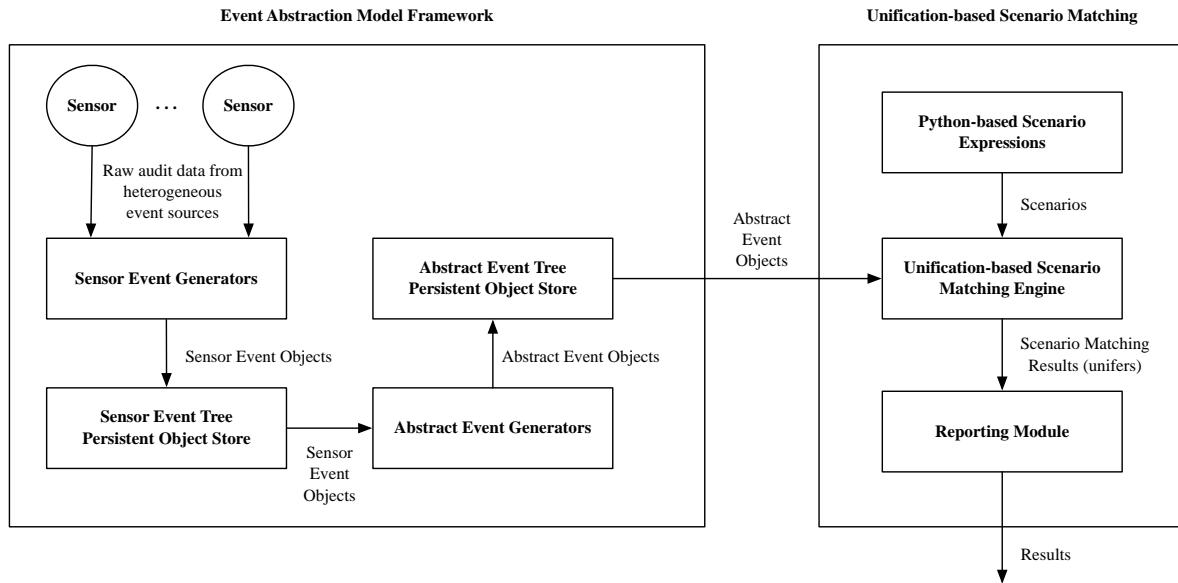 Event Abstraction Model Framework
Unification-based Scenario Matching
Sensor
...
Sensor
Raw audit data from
heterogeneous
event sources
Sensor Event Generators
Sensor Event Objects
Sensor Event Tree
Persistent Object Store
Sensor
Event
Objects
Abstract Event Generators
Abstract Event Objects
Abstract Event Tree
Persistent Object Store
Abstract
Event
Objects
Python-based Scenario
Expressions
Scenarios
Unification-based Scenario
Matching Engine
Scenario Matching
Results (unifers)
Reporting Module
Results